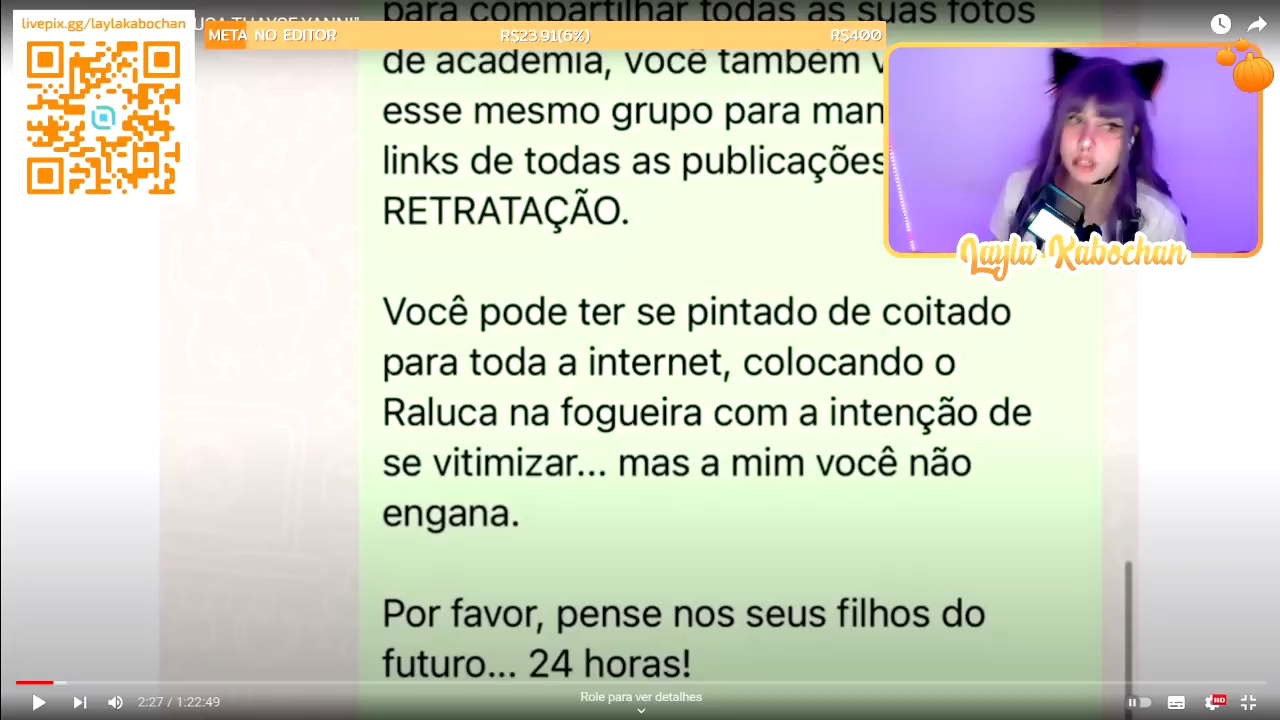 livepix.gg/laylakabochan
META NO EDITOR
R$23.91(6%)
R$400
para compartilhar todas as suas fotos
de academia, você também v
esse mesmo grupo para man
links de todas as publicações
RETRATAÇÃO.
Layla Kabochan
Você pode ter se pintado de coitado
para toda a internet, colocando o
Raluca na fogueira com a intenção de
se vitimizar... mas a mim você não
engana.
Por favor, pense nos seus filhos do
futuro... 24 horas!
2:27 / 1:22:49
Role para ver detalhes
HD